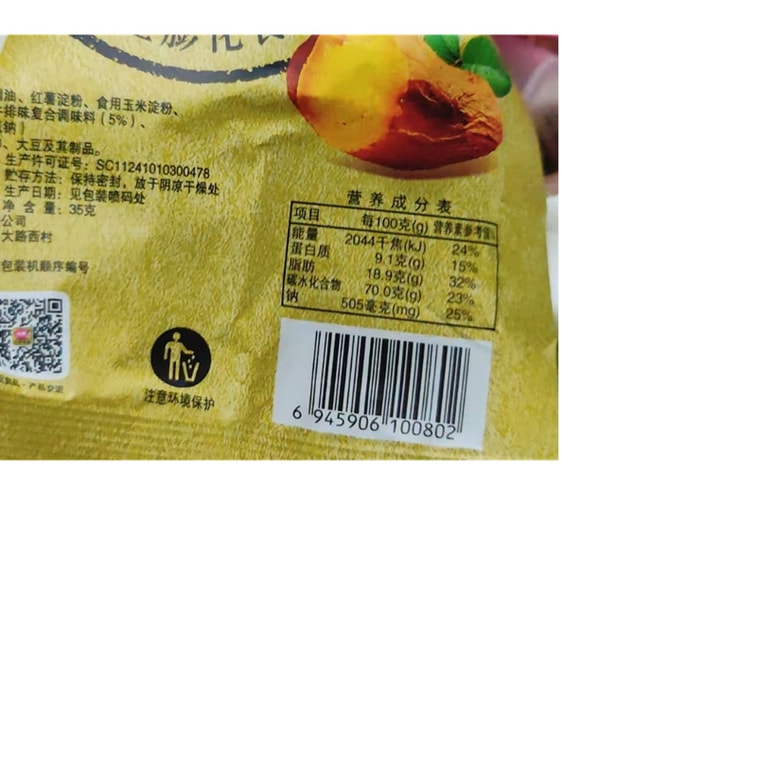 膨化
油、红薯淀粉、食用玉米淀粉、
排味复合调味料（5%）、
钠）
、大豆及其制品。
生产许可证号：SC11241010300478
贮存方法：保持密封，放于阴凉干燥处
生产日期：见包装喷码处
净 含 量：35克
公司
大路西村
包装机顺序编号
营养成分表
项目 每100克(g) 营养素参考值%
能量 2044千焦(kJ) 24%
蛋白质 9.1克(g) 15%
脂肪 18.9克(g) 32%
碳水化合物 70.0克(g) 23%
钠 505毫克(mg) 25%
注意环境保护
6 945906 100802